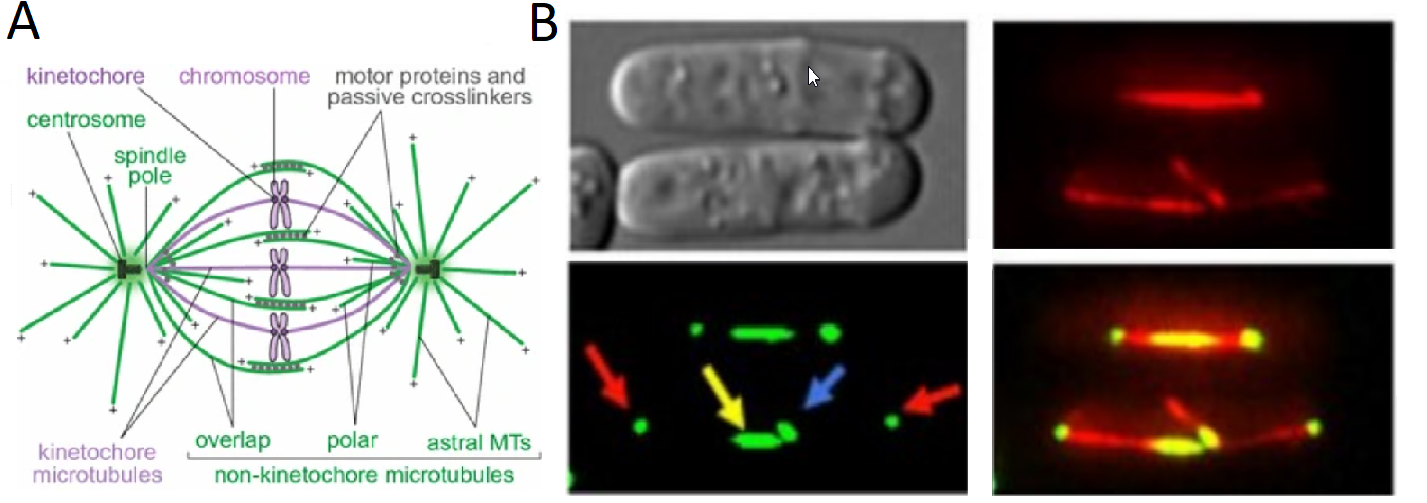 A
B
kinetochore
chromosome
motor proteins and
passive crosslinkers
centrosome
spindle
pole
kinetochore
microtubules
overlap
polar
astral MTs
non-kinetochore microtubules